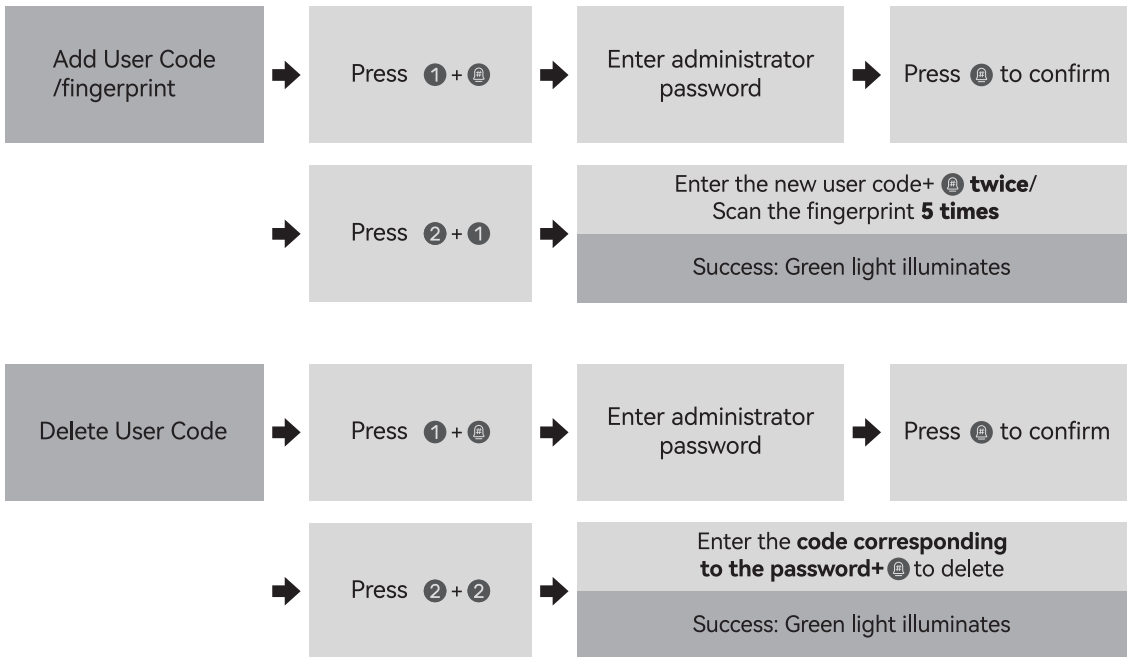 Add User Code
/fingerprint
Press 1 + #
Enter administrator
password
Press # to confirm
Press 2 + 1
Enter the new user code+ # twice/
Scan the fingerprint 5 times
Success: Green light illuminates
Delete User Code
Press 1 + #
Enter administrator
password
Press # to confirm
Press 2 + 2
Enter the code corresponding
to the password+ # to delete
Success: Green light illuminates